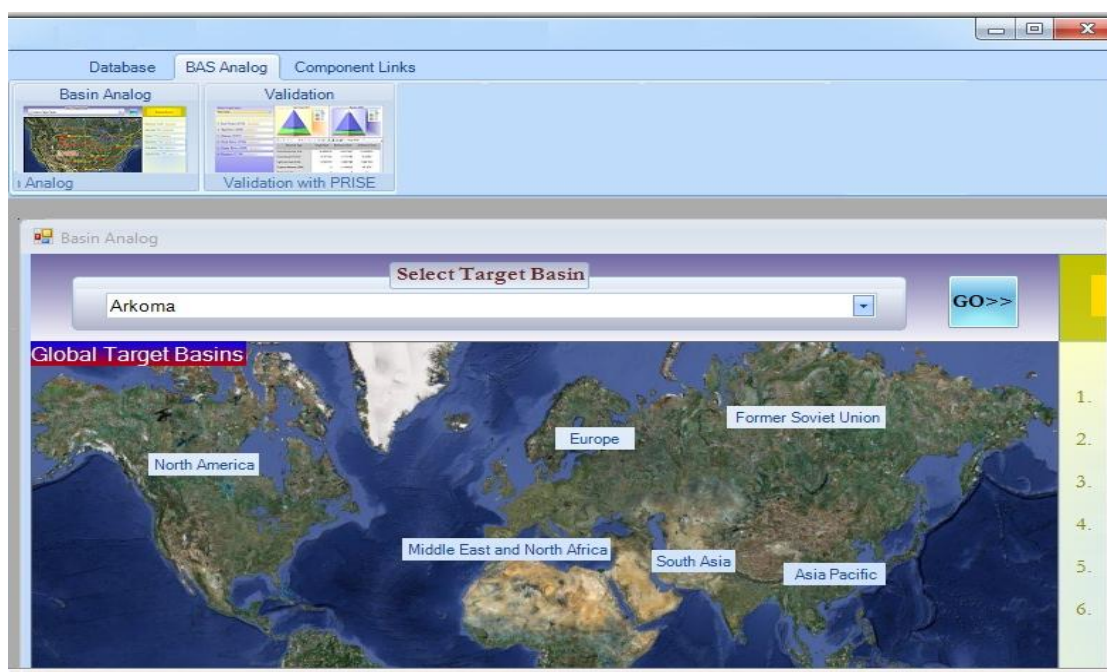 Database BAS Analog Component Links
Basin Analog Validation
Analog Validation with PRISE
Basin Analog
Select Target Basin
Arkoma
GO>>
Global Target Basins
Former Soviet Union
Europe
North America
Middle East and North Africa
South Asia
Asia Pacific
1.
2.
3.
4.
5.
6.